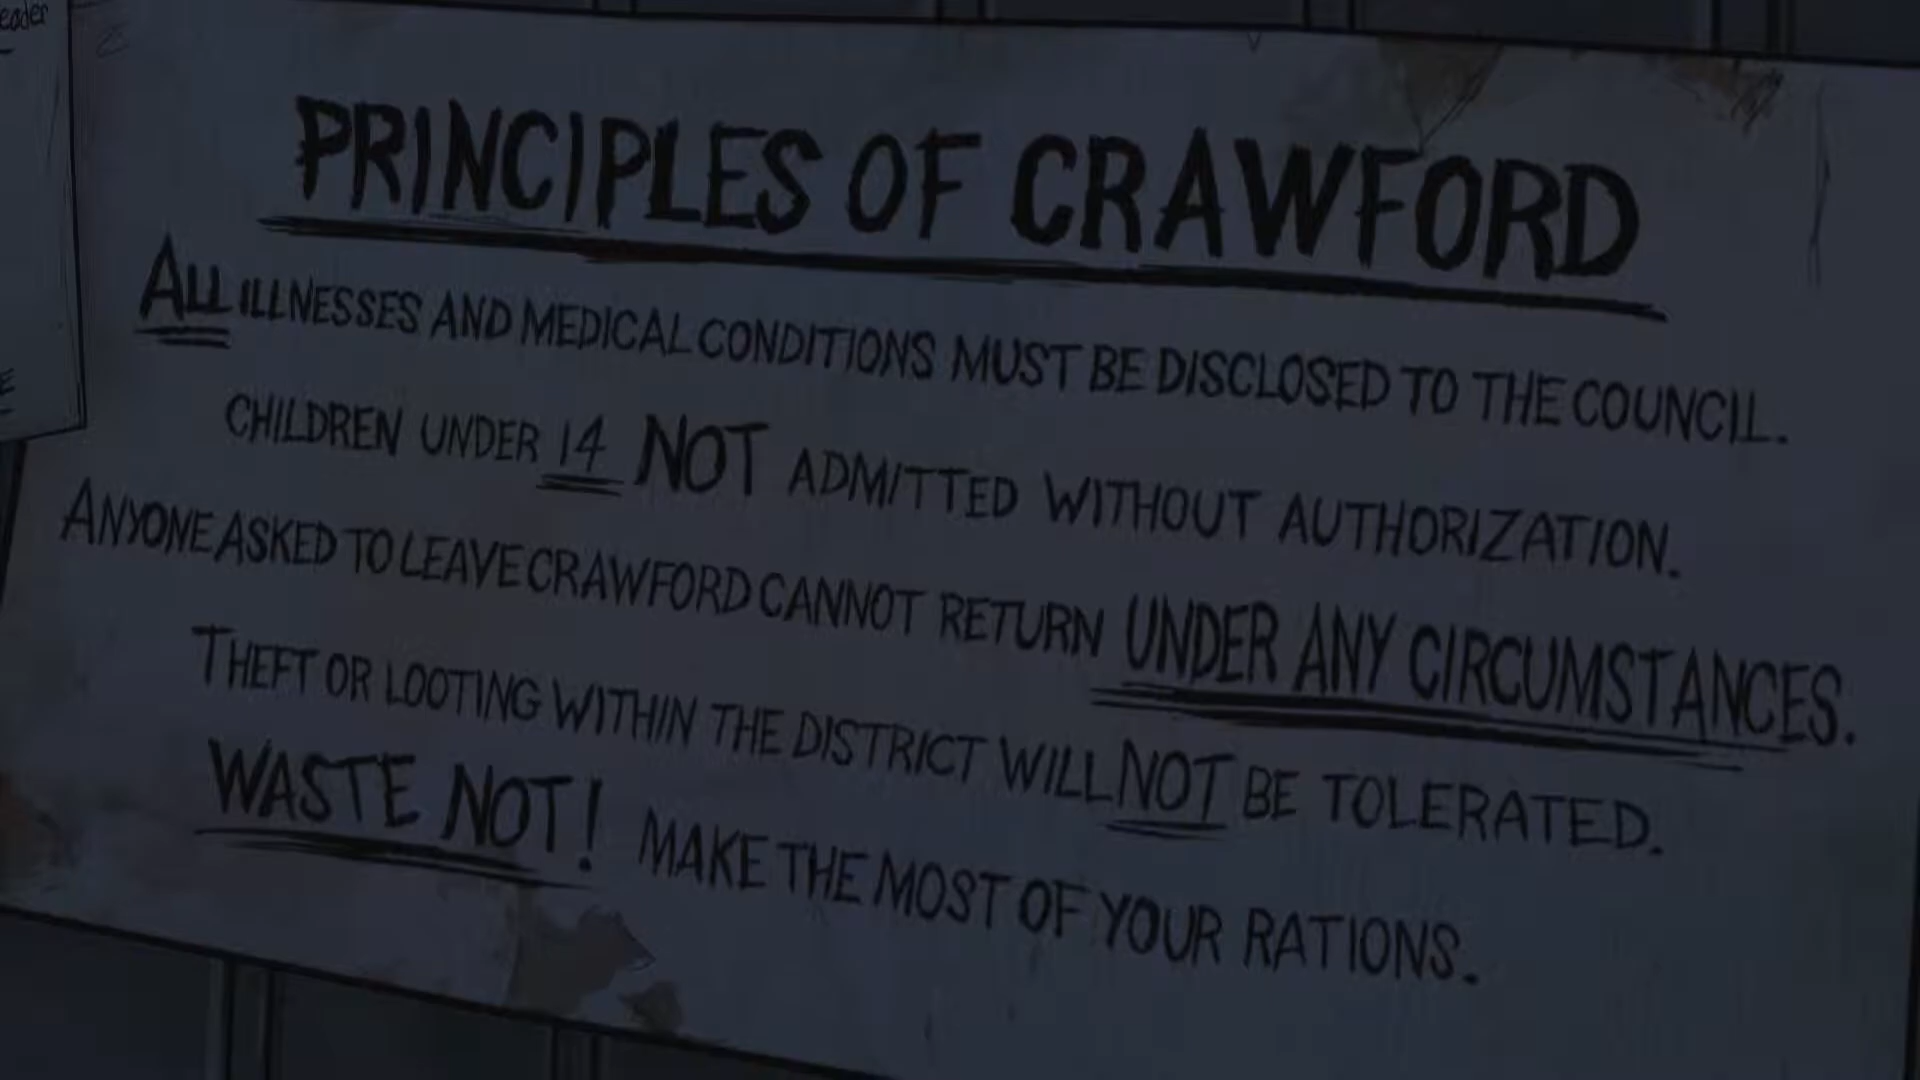 eader
E
PRINCIPLES OF CRAWFORD
ALL ILLNESSES AND MEDICAL CONDITIONS MUST BE DISCLOSED TO THE COUNCIL.
CHILDREN UNDER 14 NOT ADMITTED WITHOUT AUTHORIZATION.
ANYONE ASKED TO LEAVE CRAWFORD CANNOT RETURN UNDER ANY CIRCUMSTANCES.
THEFT OR LOOTING WITHIN THE DISTRICT WILL NOT BE TOLERATED.
WASTE NOT! MAKE THE MOST OF YOUR RATIONS.